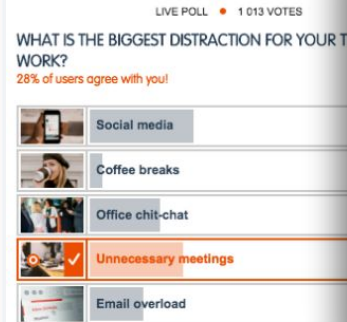 LIVE POLL ● 1 013 VOTES
WHAT IS THE BIGGEST DISTRACTION FOR YOUR T
WORK?
28% of users agree with you!
Social media
Coffee breaks
Office chit-chat
Unnecessary meetings
Email overload